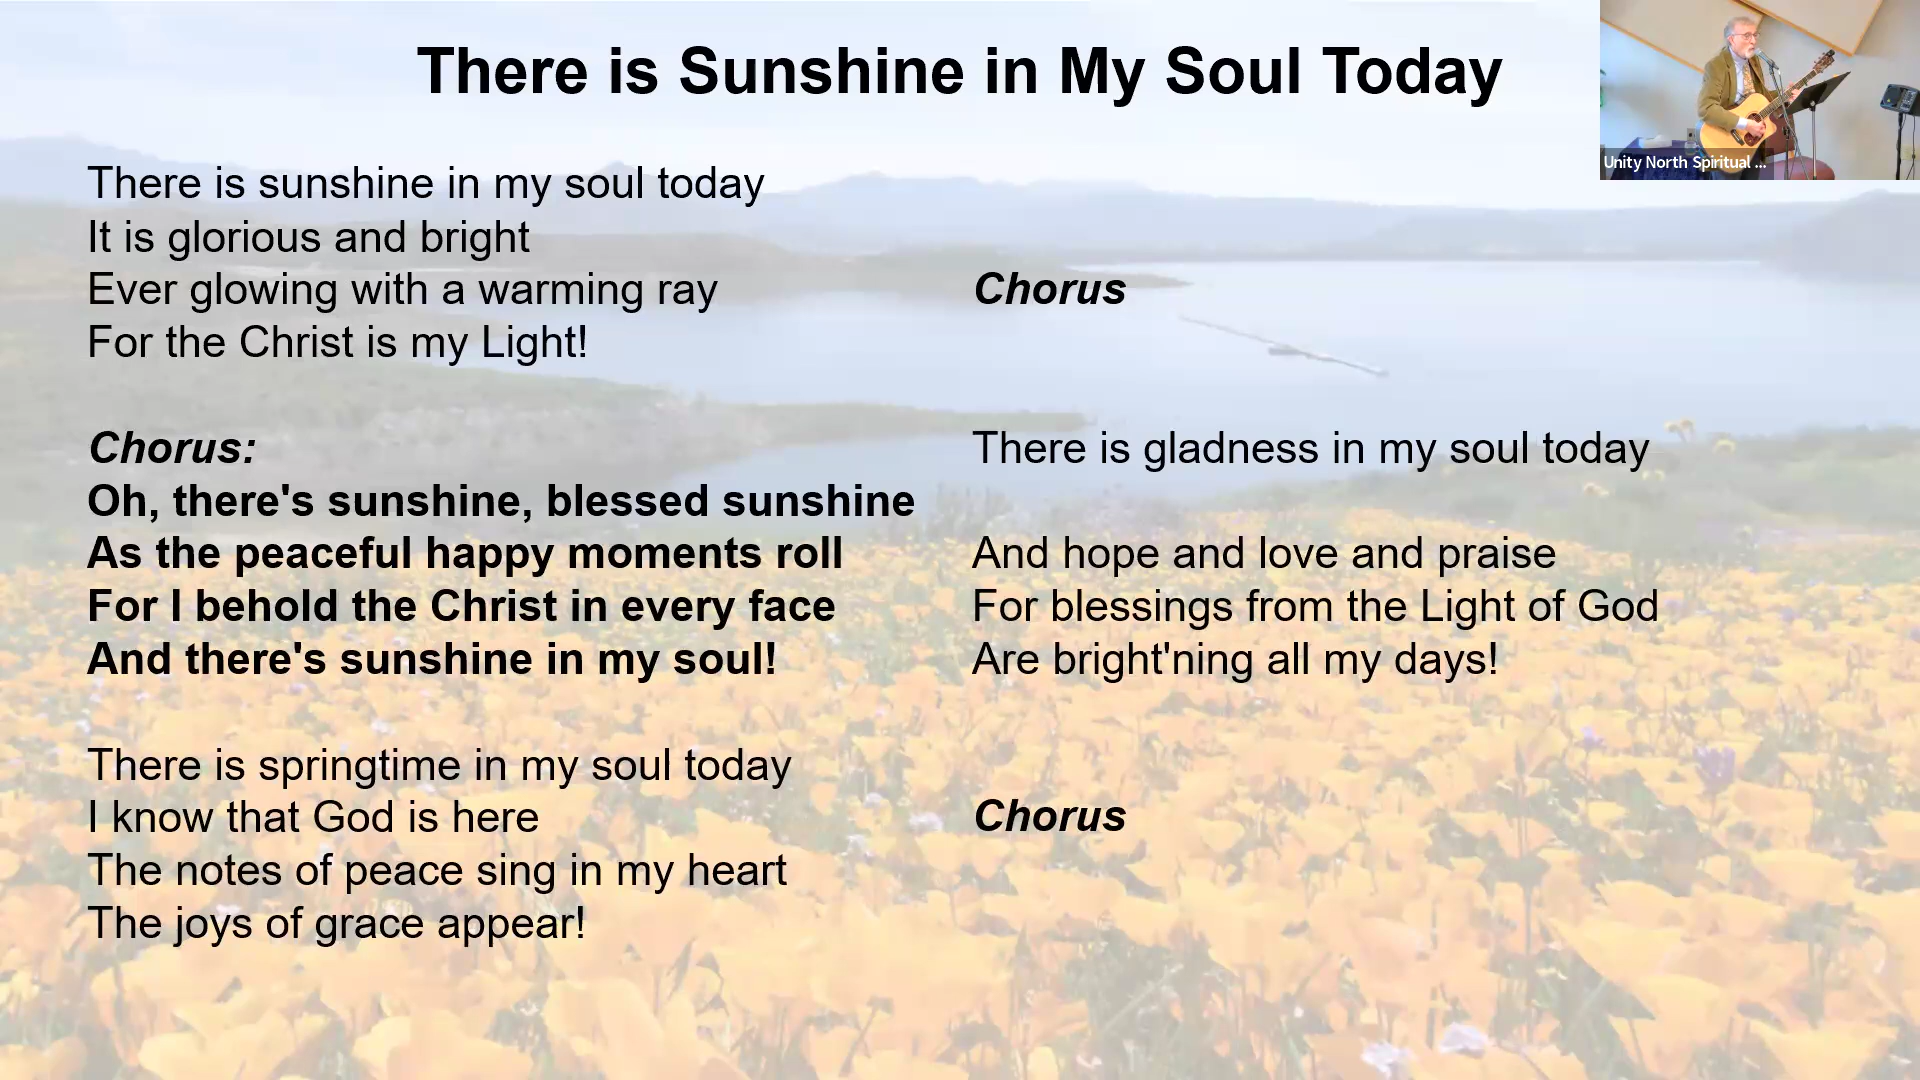 There is Sunshine in My Soul Today
There is sunshine in my soul today
It is glorious and bright
Ever glowing with a warming ray
For the Christ is my Light!
Chorus:
Oh, there's sunshine, blessed sunshine
As the peaceful happy moments roll
For I behold the Christ in every face
And there's sunshine in my soul!
There is springtime in my soul today
I know that God is here
The notes of peace sing in my heart
The joys of grace appear!
Chorus
There is gladness in my soul today
And hope and love and praise
For blessings from the Light of God
Are bright'ning all my days!
Chorus
Unity North Spiritual ...